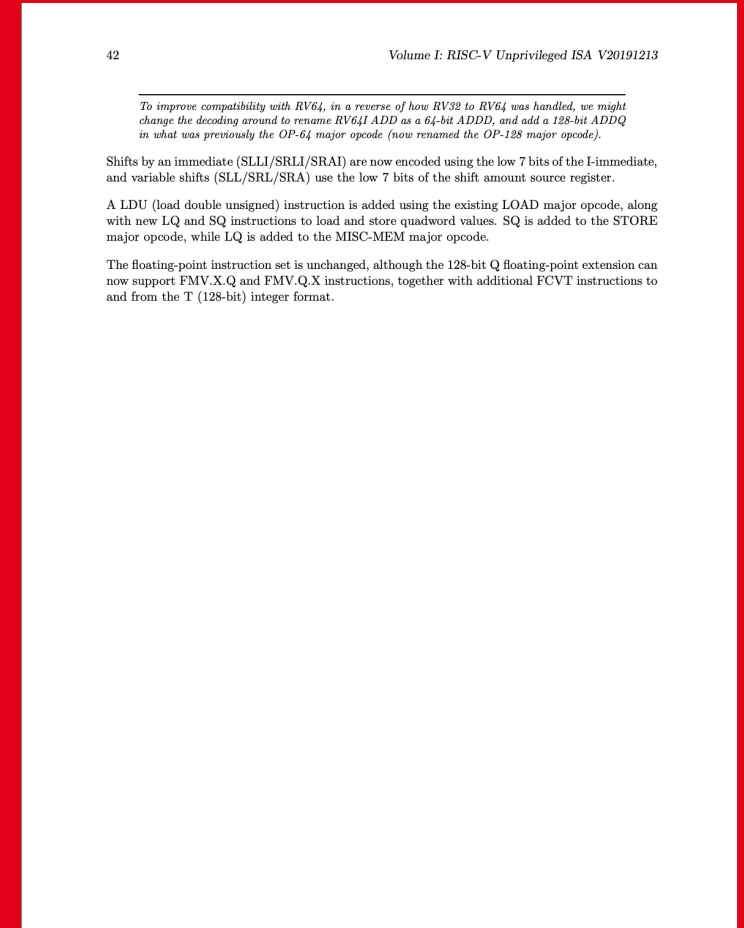 42
Volume I: RISC-V Unprivileged ISA V20191213
To improve compatibility with RV64, in a reverse of how RV32 to RV64 was handled, we might
change the decoding around to rename RV64I ADD as a 64-bit ADDD, and add a 128-bit ADDQ
in what was previously the OP-64 major opcode (now renamed the OP-128 major opcode).
Shifts by an immediate (SLLI/SRLI/SRAI) are now encoded using the low 7 bits of the I-immediate,
and variable shifts (SLL/SRL/SRA) use the low 7 bits of the shift amount source register.
A LDU (load double unsigned) instruction is added using the existing LOAD major opcode, along
with new LQ and SQ instructions to load and store quadword values. SQ is added to the STORE
major opcode, while LQ is added to the MISC-MEM major opcode.
The floating-point instruction set is unchanged, although the 128-bit Q floating-point extension can
now support FMV.X.Q and FMV.Q.X instructions, together with additional FCVT instructions to
and from the T (128-bit) integer format.